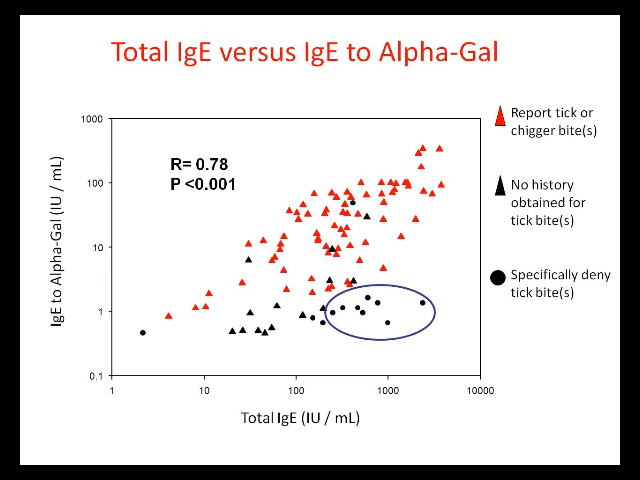 Total IgE versus IgE to Alpha-Gal
1000
100
10
1
0.1
IgE to Alpha-Gal (IU / mL)
R= 0.78
P <0.001
1
10
100
1000
10000
Total IgE (IU / mL)
Report tick or
chigger bite(s)
No history
obtained for
tick bite(s)
Specifically deny
tick bite(s)